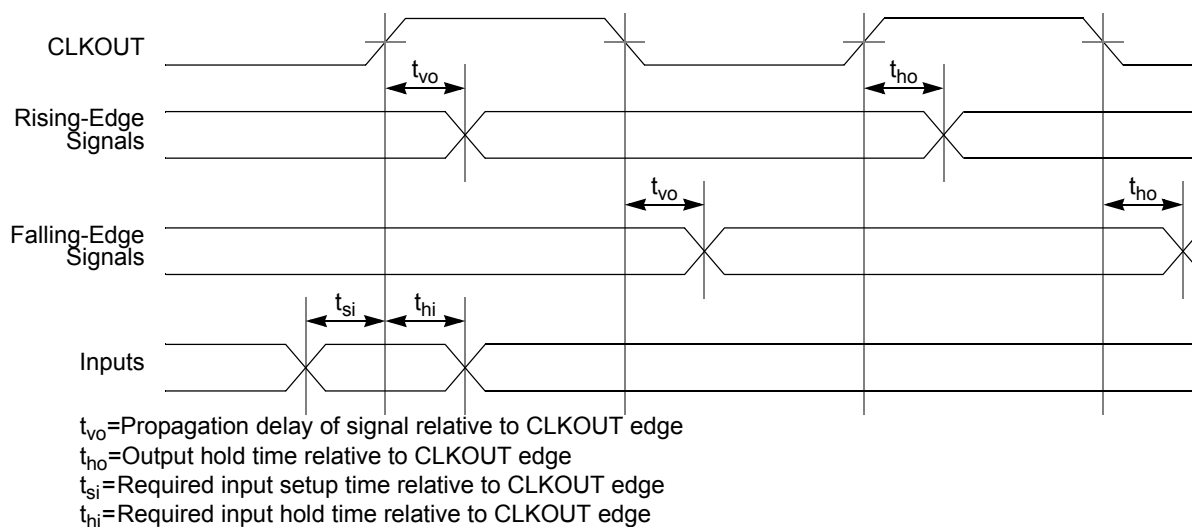 CLKOUT
t_vo
t_ho
Rising-Edge
Signals
t_vo
t_ho
Falling-Edge
Signals
t_si
t_hi
Inputs
t_vo=Propagation delay of signal relative to CLKOUT edge
t_ho=Output hold time relative to CLKOUT edge
t_si=Required input setup time relative to CLKOUT edge
t_hi=Required input hold time relative to CLKOUT edge